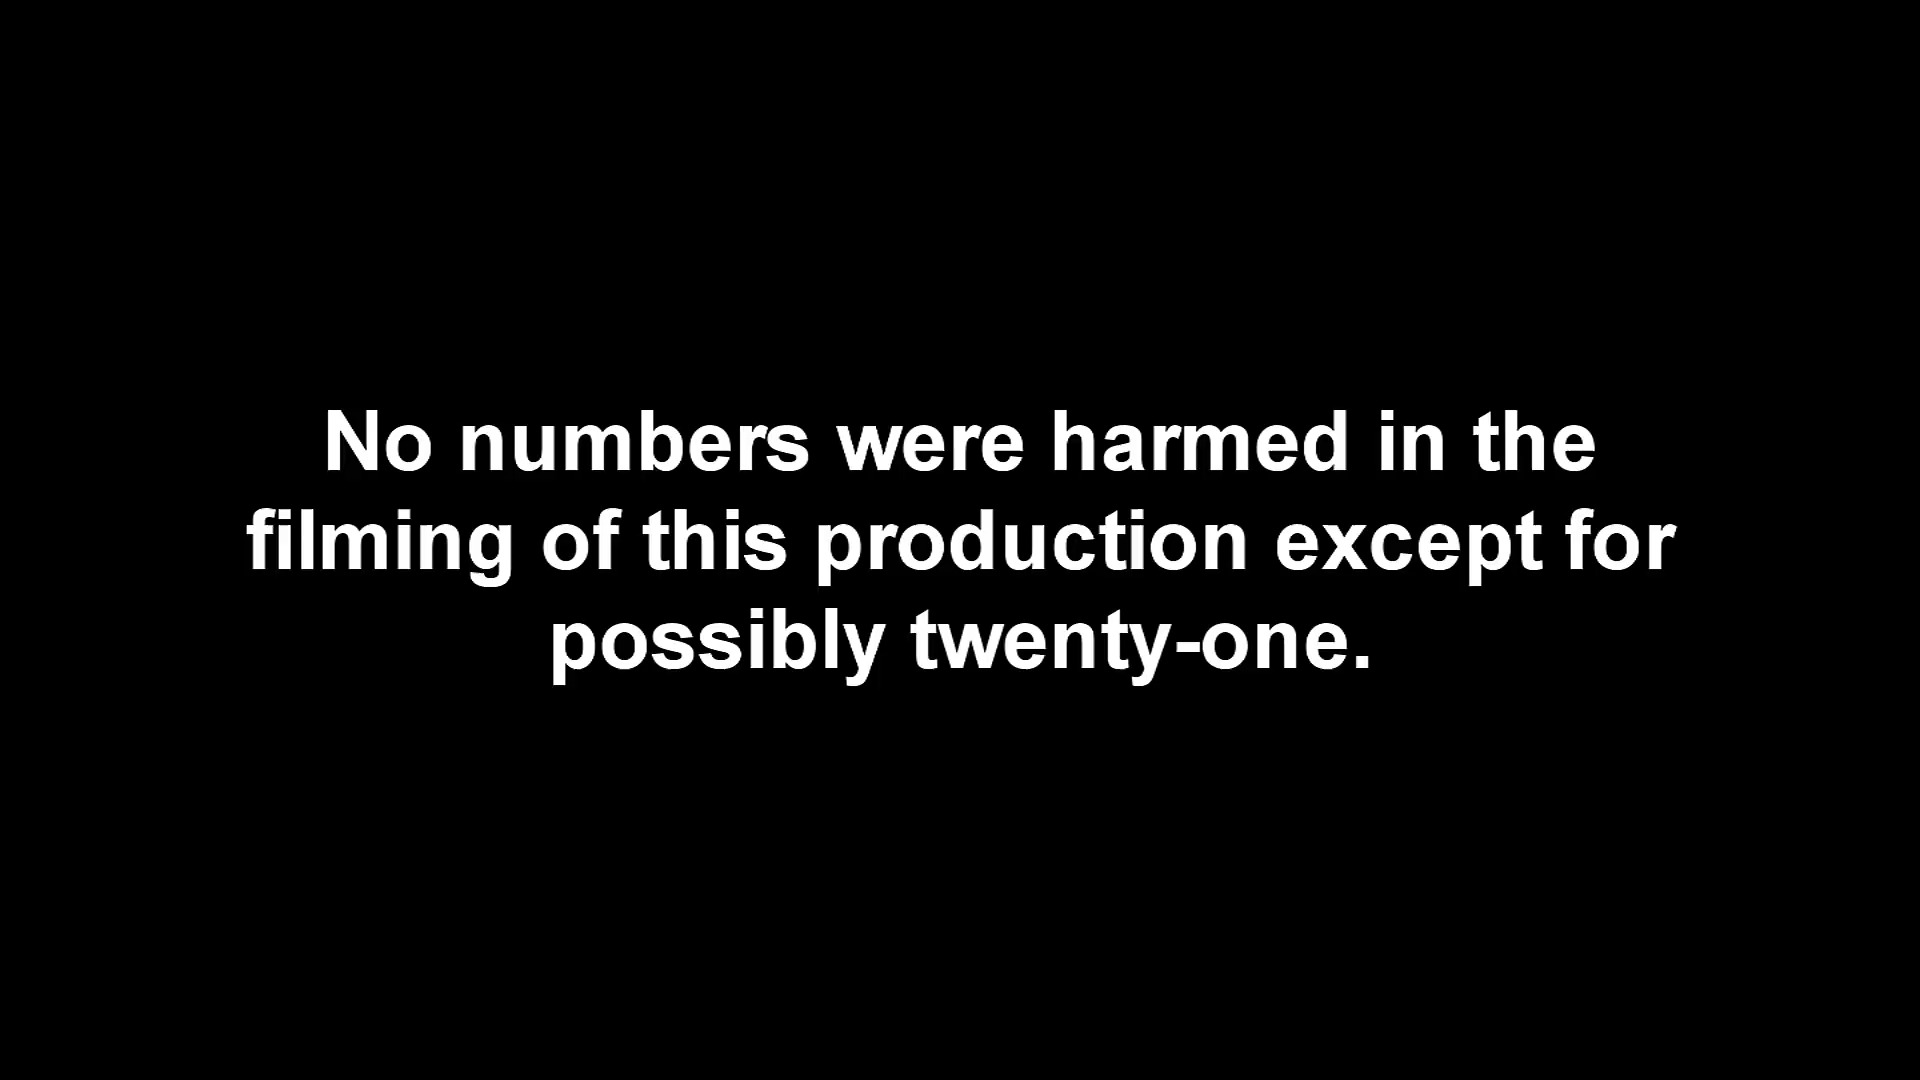 No numbers were harmed in the
filming of this production except for
possibly twenty-one.